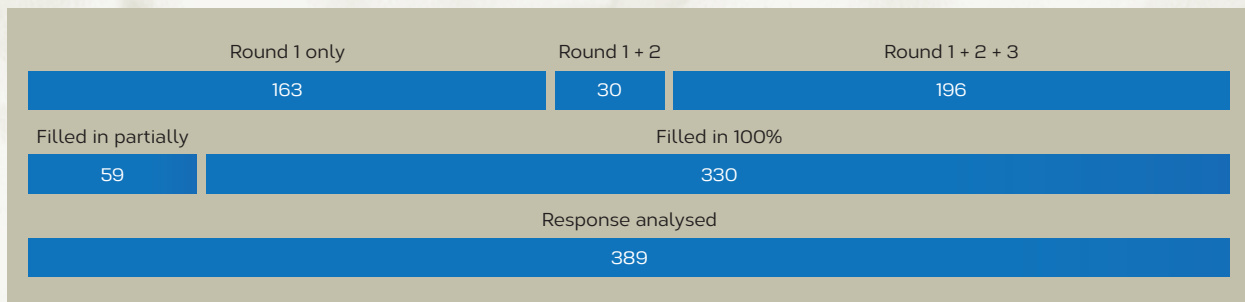 Round 1 only Round 1 + 2 Round 1 + 2 + 3
163 30 196
Filled in partially Filled in 100%
59 330
Response analysed
389